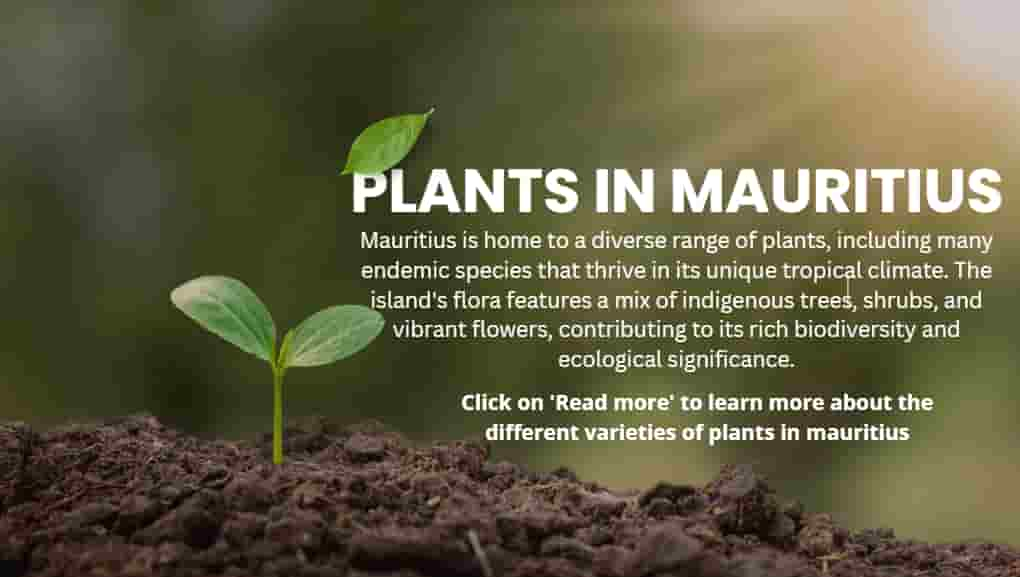 PLANTS IN MAURITIUS
Mauritius is home to a diverse range of plants, including many
endemic species that thrive in its unique tropical climate. The
island's flora features a mix of indigenous trees, shrubs, and
vibrant flowers, contributing to its rich biodiversity and
ecological significance.
Click on 'Read more' to learn more about the
different varieties of plants in mauritius